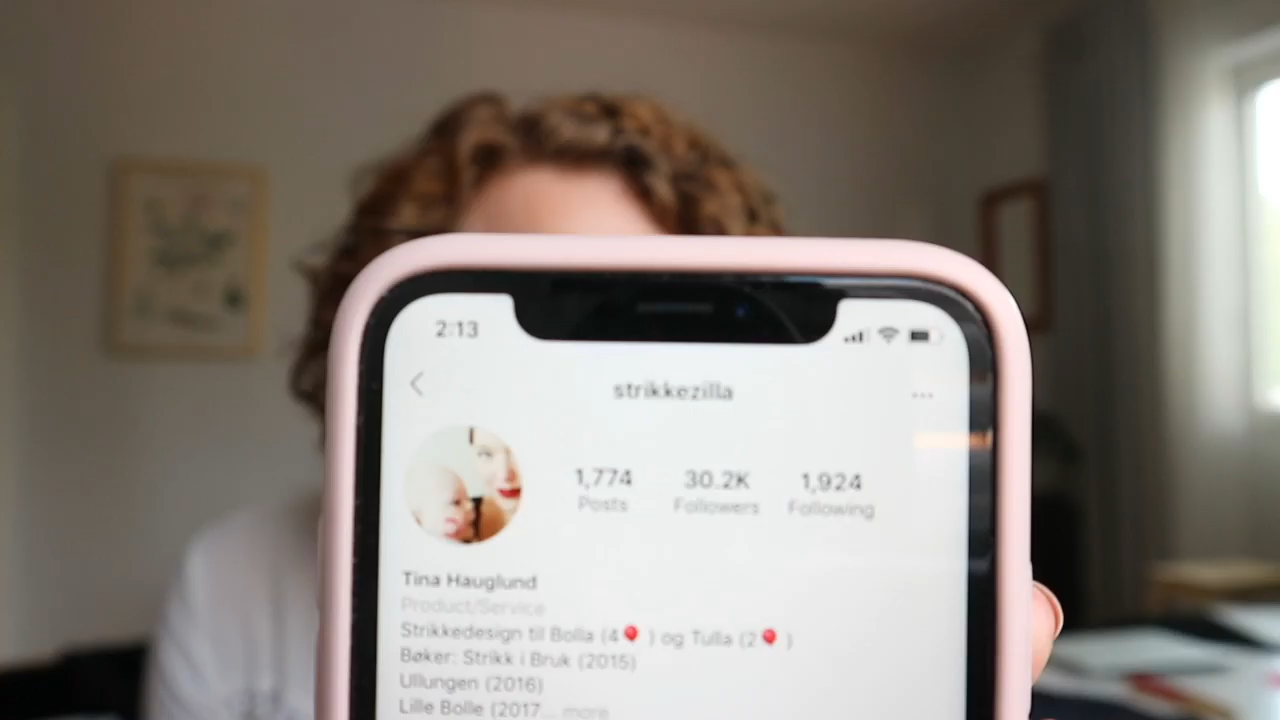 2:13
strikkezilla
1,774 30.2K 1,924
Posts Followers Following
Tina Hauglund
Product/Service
Strikkedesign til Bolla (4🎈) og Tulla (2🎈)
Bøker: Strikk i Bruk (2015)
Ullungen (2016)
Lille Bolle (2017... more